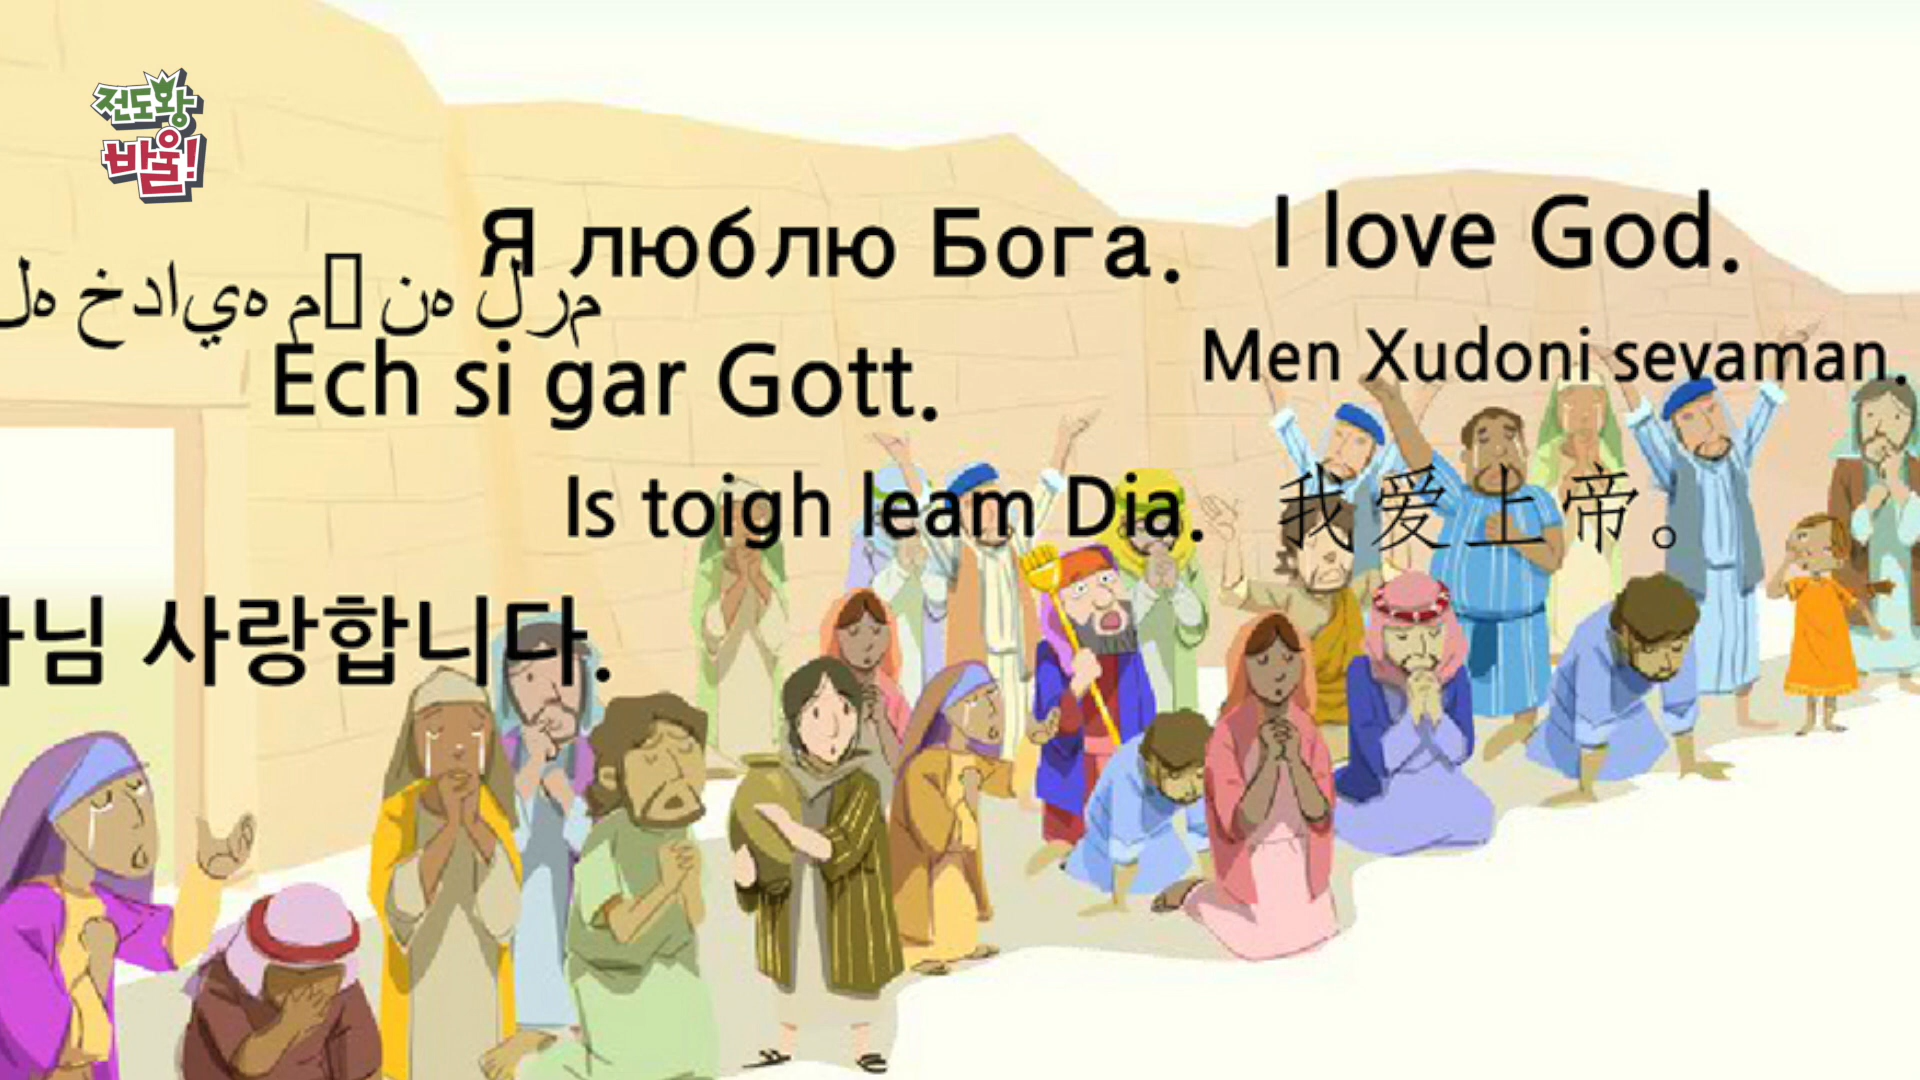 전도왕
바울!
Я люблю Бога.
I love God.
Ech si gar Gott.
Men Xudoni sevaman.
Is toigh leam Dia.
我爱上帝。
사랑합니다.